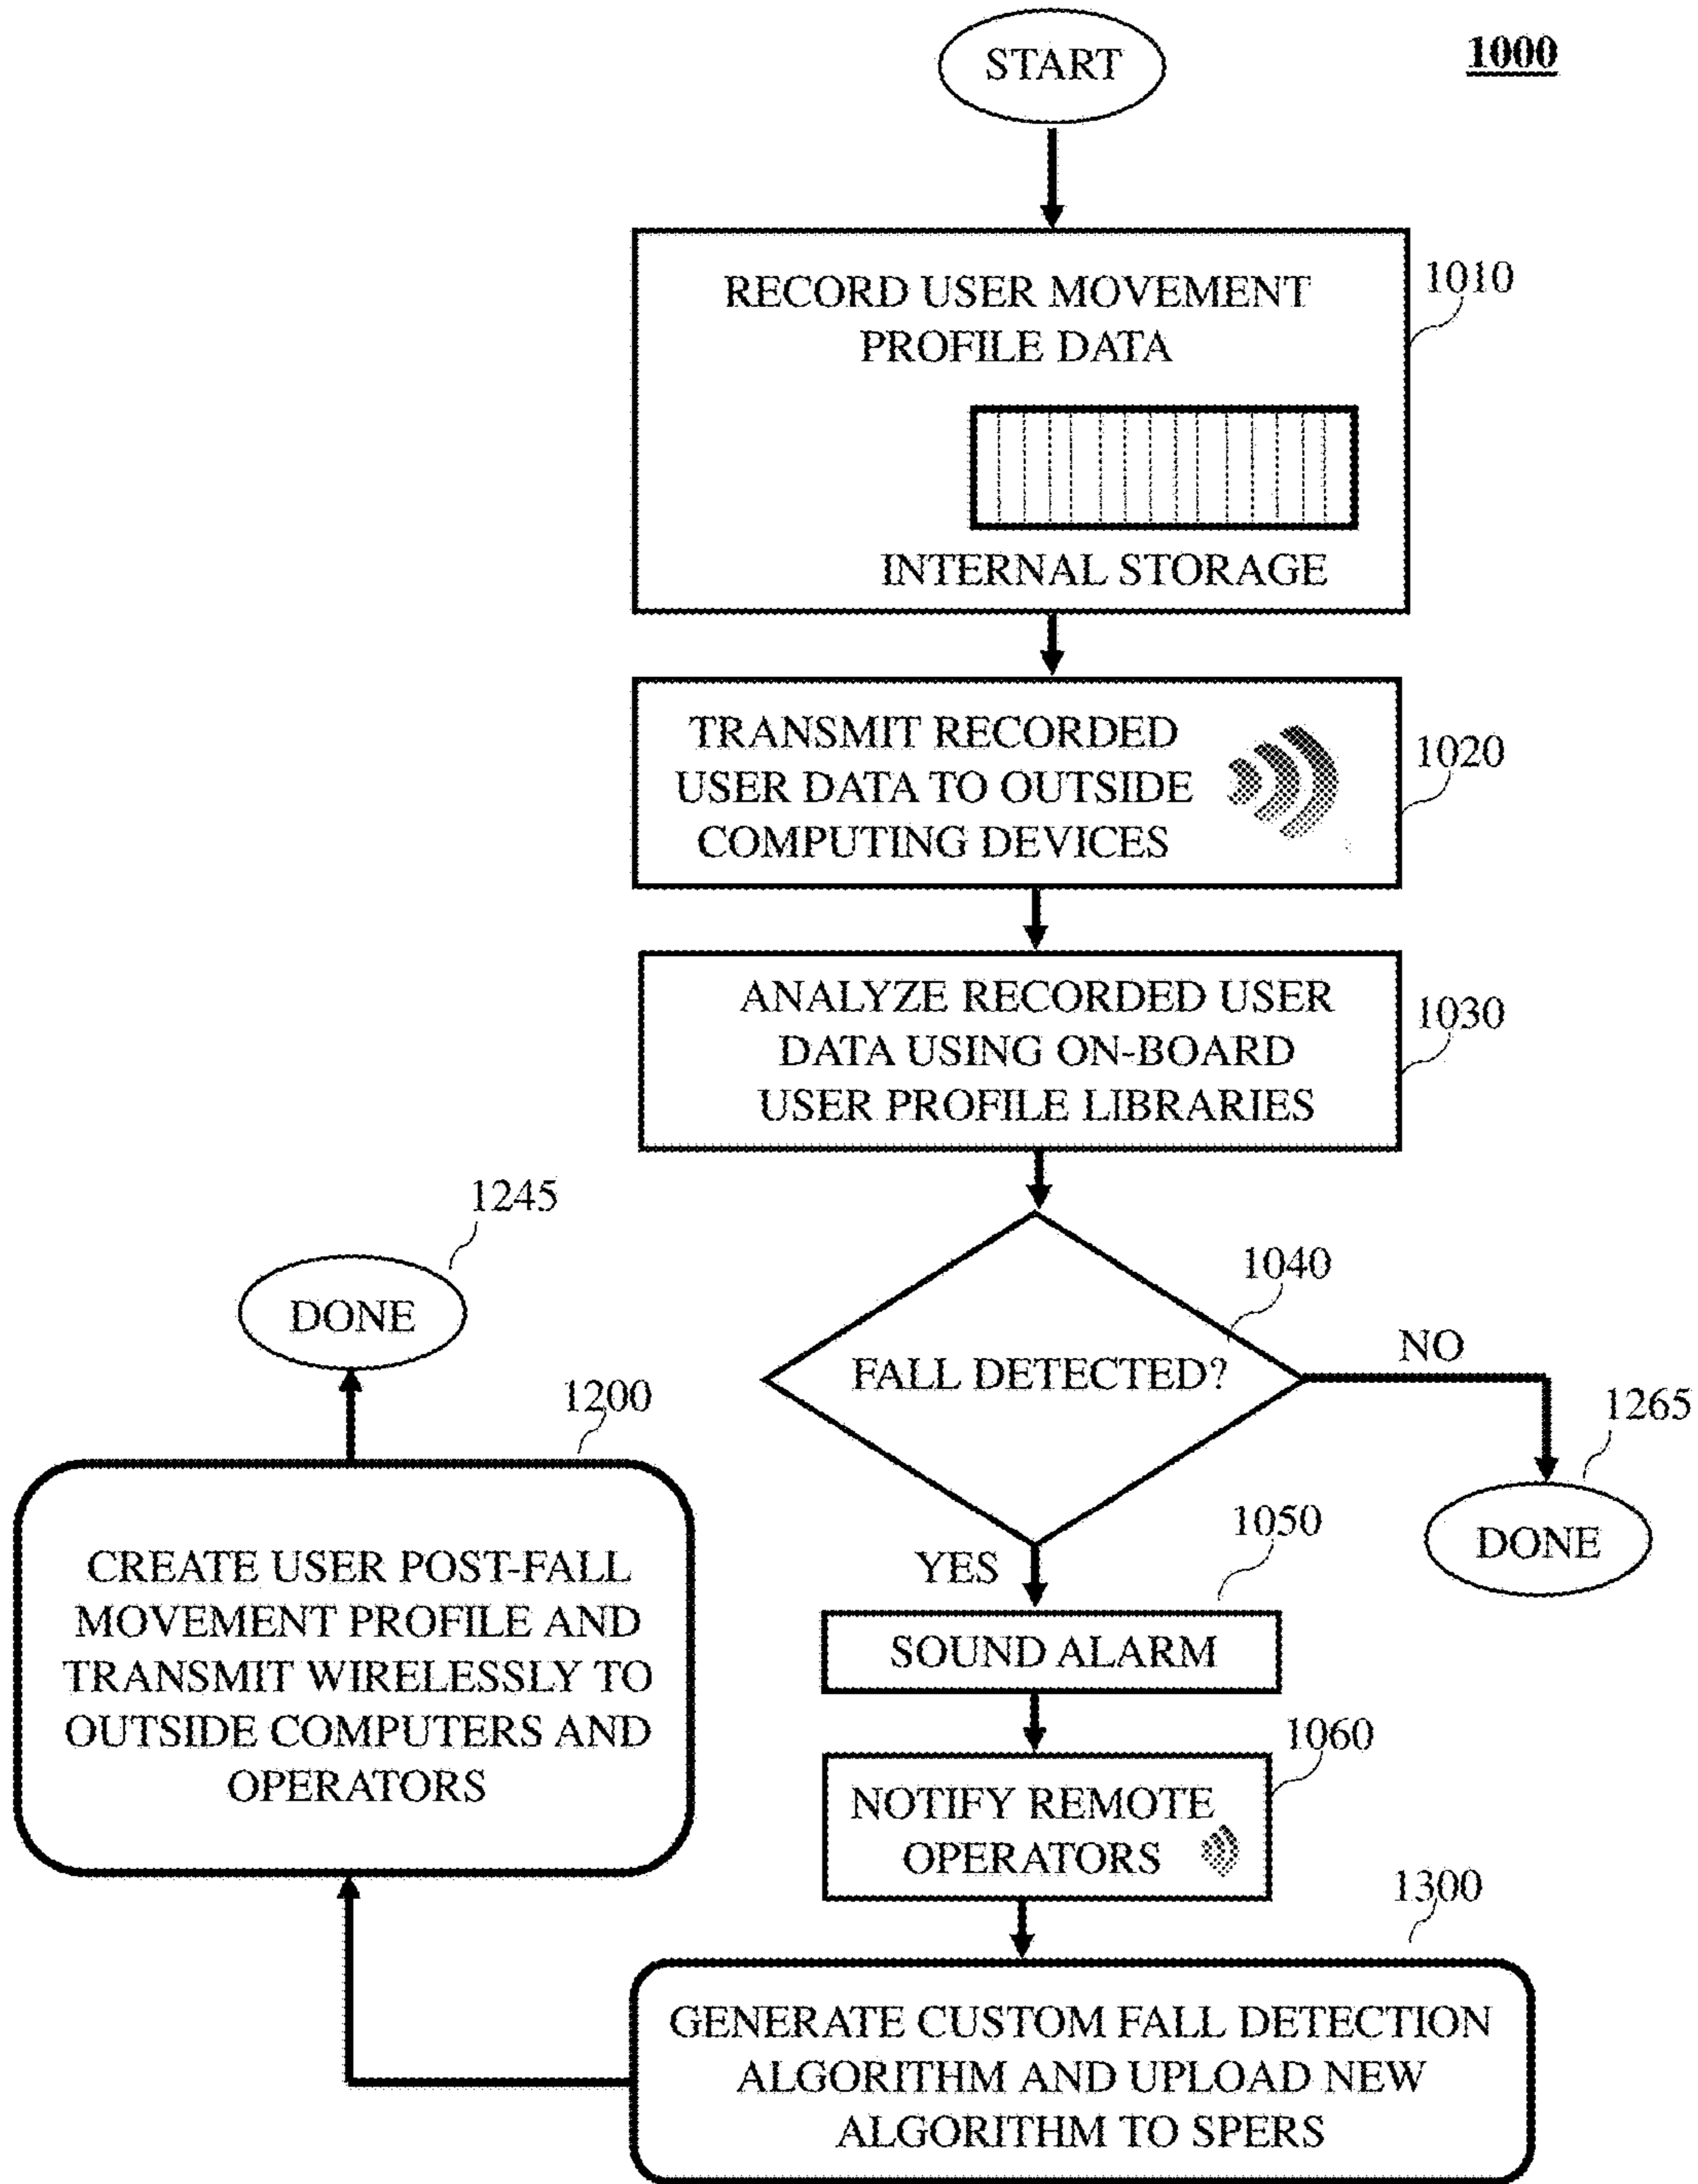 START
1000
RECORD USER MOVEMENT
PROFILE DATA
1010
INTERNAL STORAGE
TRANSMIT RECORDED
USER DATA TO OUTSIDE
COMPUTING DEVICES
1020
ANALYZE RECORDED USER
DATA USING ON-BOARD
USER PROFILE LIBRARIES
1030
1040
FALL DETECTED?
NO
1265
DONE
YES
1050
SOUND ALARM
1060
NOTIFY REMOTE
OPERATORS
1300
GENERATE CUSTOM FALL DETECTION
ALGORITHM AND UPLOAD NEW
ALGORITHM TO SPERS
1200
CREATE USER POST-FALL
MOVEMENT PROFILE AND
TRANSMIT WIRELESSLY TO
OUTSIDE COMPUTERS AND
OPERATORS
1245
DONE